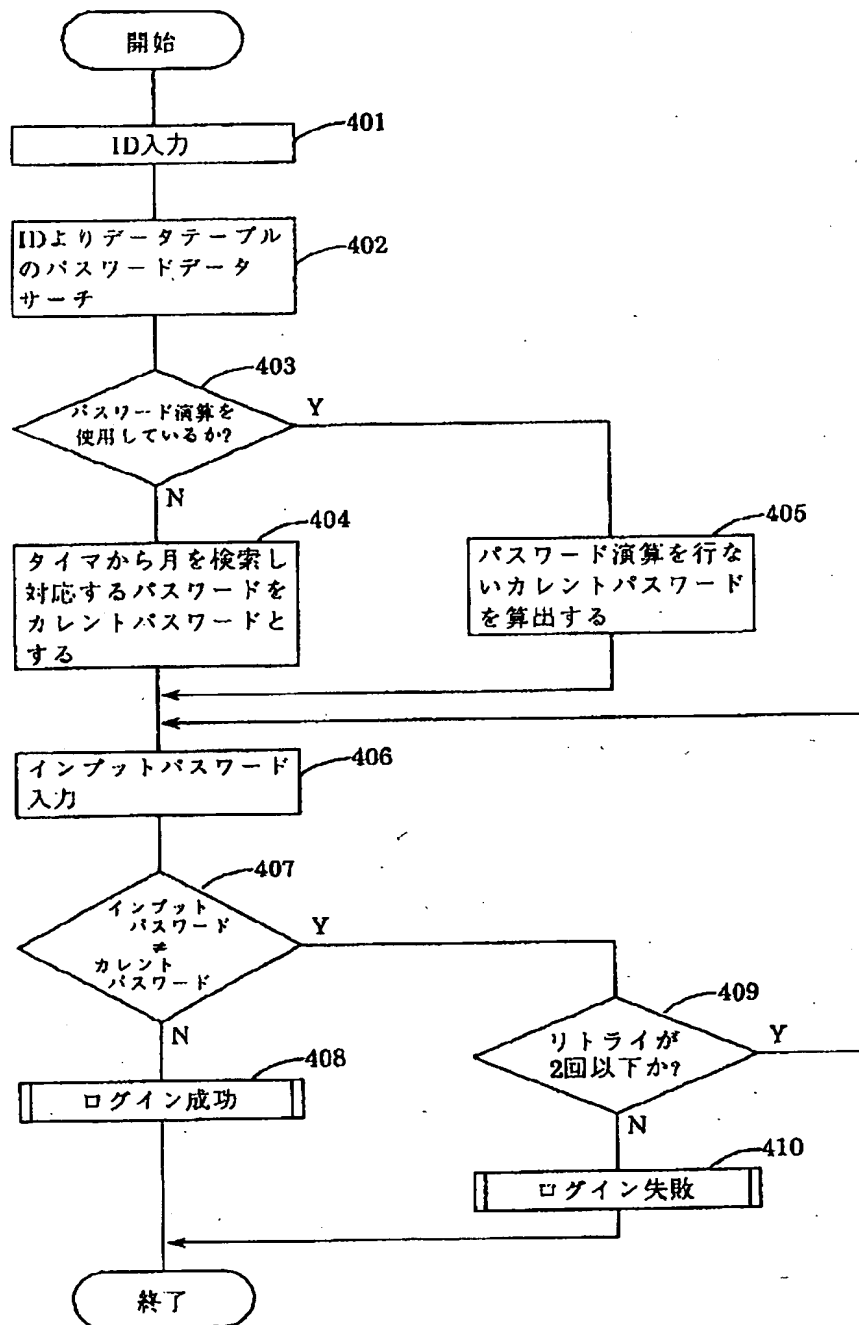 開始
401
ID入力
402
IDよりデータテーブル
のパスワードデータ
サーチ
403
パスワード演算を
使用しているか?
Y
N
404
タイマから月を検索し
対応するパスワードを
カレントパスワードと
する
405
パスワード演算を行な
いカレントパスワード
を算出する
406
インプットパスワード
入力
407
インプット
パスワード
≠
カレント
パスワード
Y
N
408
ログイン成功
409
リトライが
2回以下か?
Y
N
410
ログイン失敗
終了